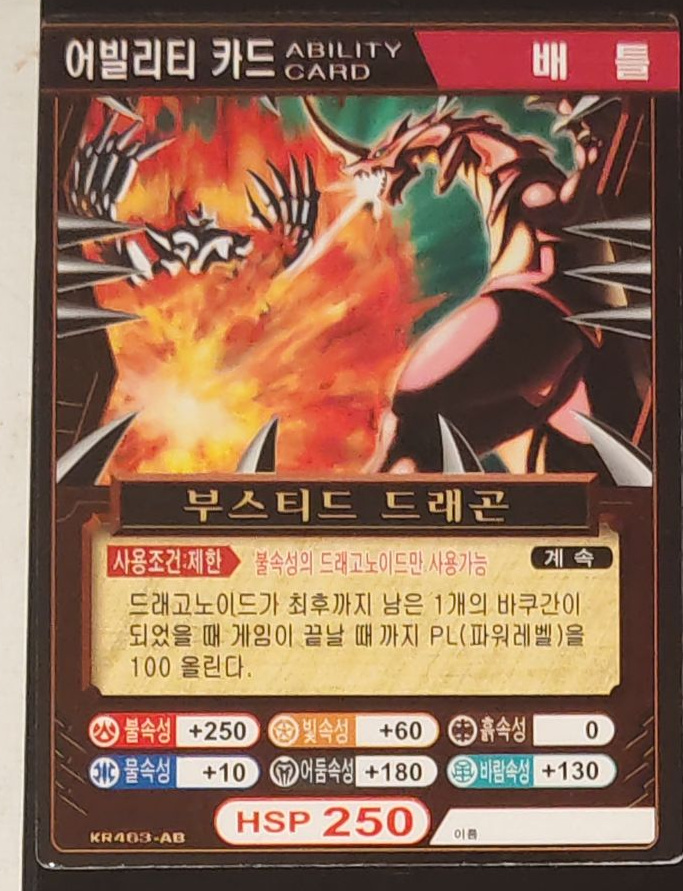 어빌리티 카드 ABILITY CARD 배틀
부스티드 드래곤
사용조건:제한 불속성의 드래고노이드만 사용가능 계속
드래고노이드가 최후까지 남은 1개의 바쿠간이
되었을 때 게임이 끝날 때 까지 PL(파워레벨)을
100 올린다.
불속성 +250 빛속성 +60 흙속성 0
물속성 +10 어둠속성 +180 바람속성 +130
HSP 250
KR463-AB 이름